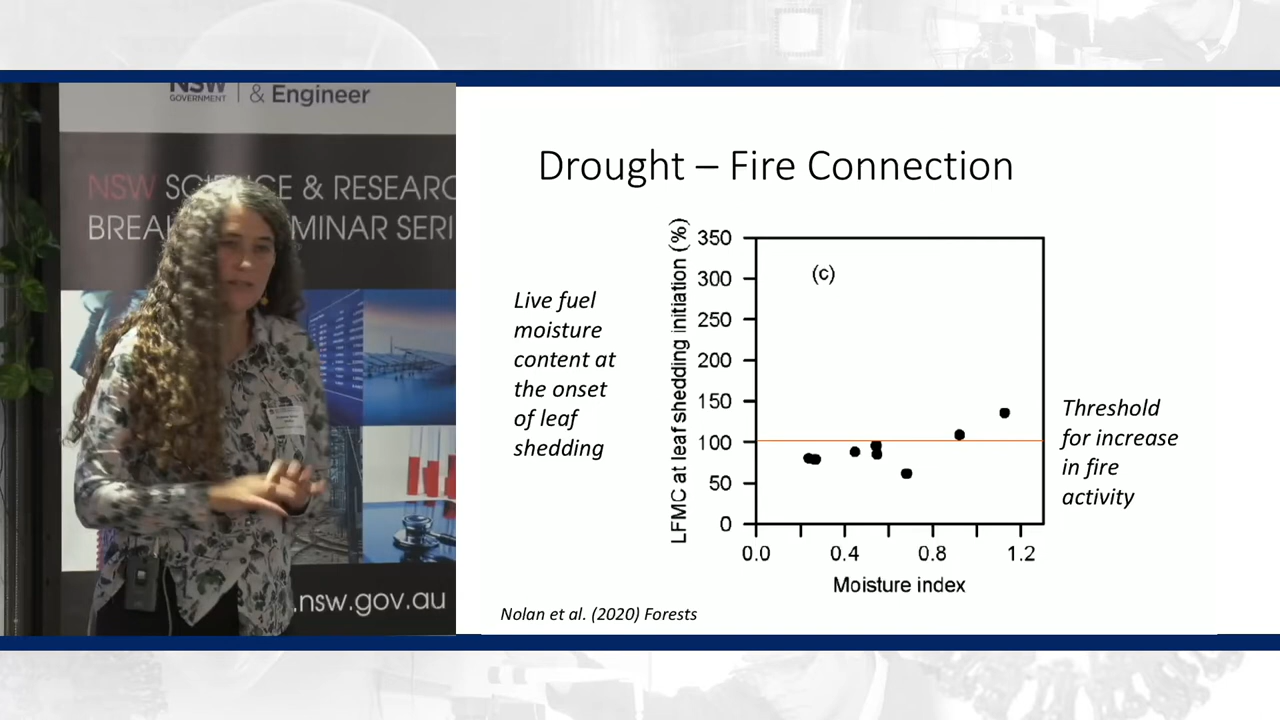 NSW
GOVERNMENT
& Engineer
NSW SCIENCE & RESEARC
BREA MINAR SERI
.nsw.gov.au
Drought – Fire Connection
Live fuel
moisture
content at
the onset
of leaf
shedding
LFMC at leaf shedding initiation (%)
350
300
250
200
150
100
50
0
(c)
0.0 0.4 0.8 1.2
Moisture index
Threshold
for increase
in fire
activity
Nolan et al. (2020) Forests